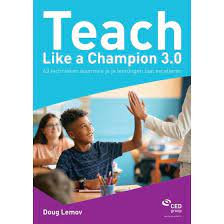 Teach
Like a Champion 3.0
63 technieken waarmee je je leerlingen laat excelleren
Doug Lemov
CED
groep